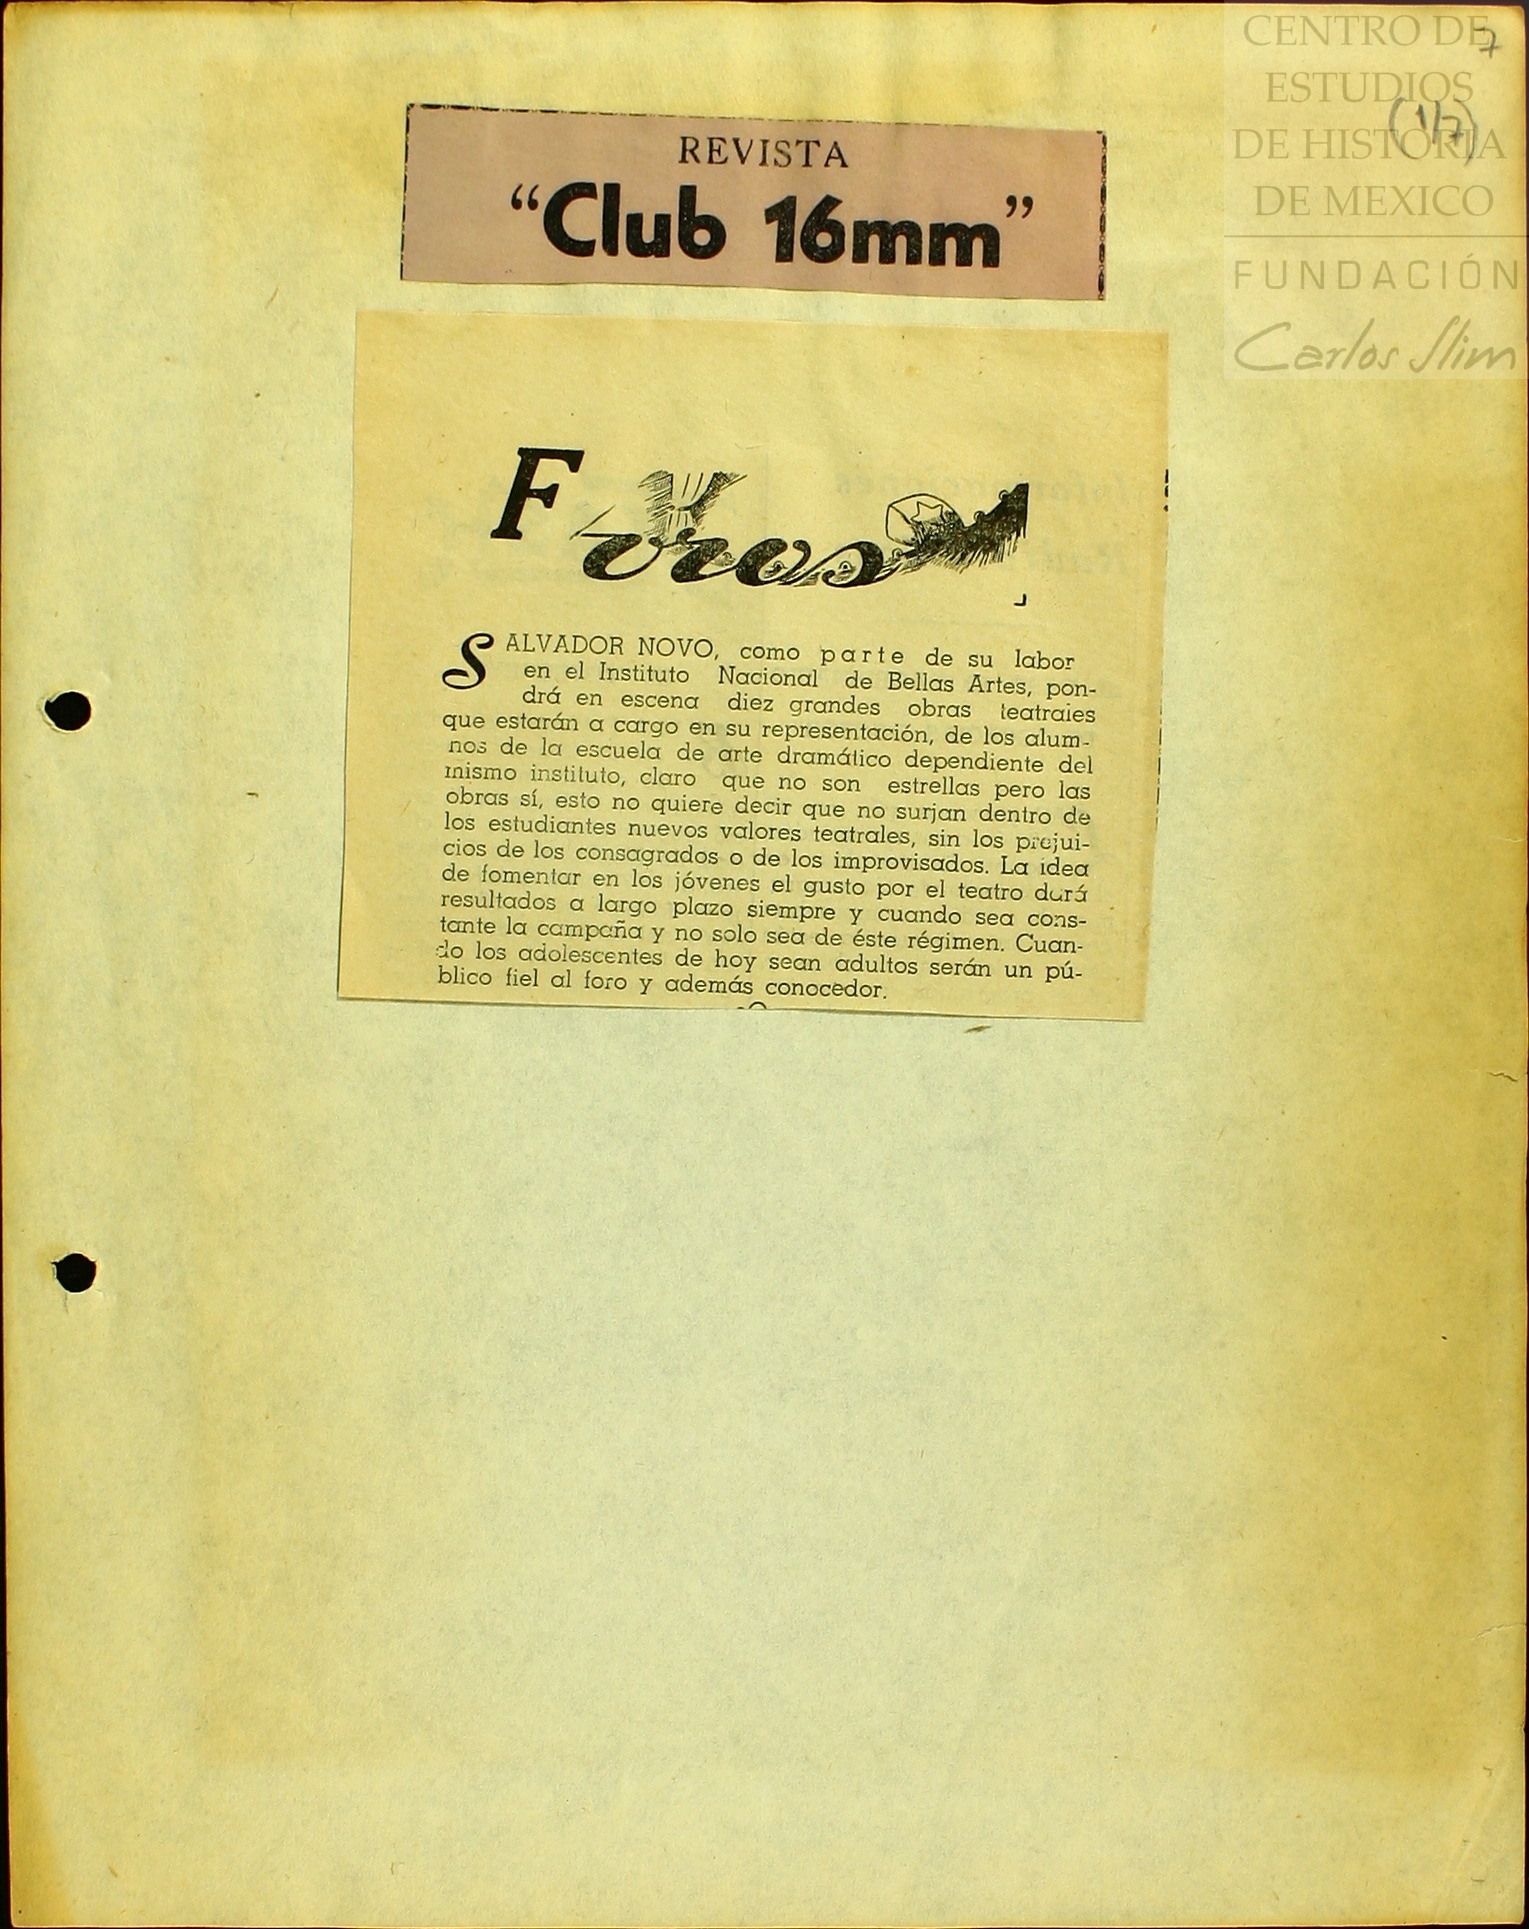 CENTRO DE
ESTUDIOS
DE HISTORIA
DE MEXICO
FUNDACIÓN
Carlos Slim
7
(1/7)
REVISTA
“Club 16mm”
Foros
SALVADOR NOVO, como parte de su labor
en el Instituto Nacional de Bellas Artes, pon-
drá en escena diez grandes obras teatrales
que estarán a cargo en su representación, de los alum-
nos de la escuela de arte dramático dependiente del
mismo instituto, claro que no son estrellas pero las
obras sí, esto no quiere decir que no surjan dentro de
los estudiantes nuevos valores teatrales, sin los prejui-
cios de los consagrados o de los improvisados. La idea
de fomentar en los jóvenes el gusto por el teatro dará
resultados a largo plazo siempre y cuando sea cons-
tante la campaña y no solo sea de éste régimen. Cuan-
do los adolescentes de hoy sean adultos serán un pú-
blico fiel al foro y además conocedor.